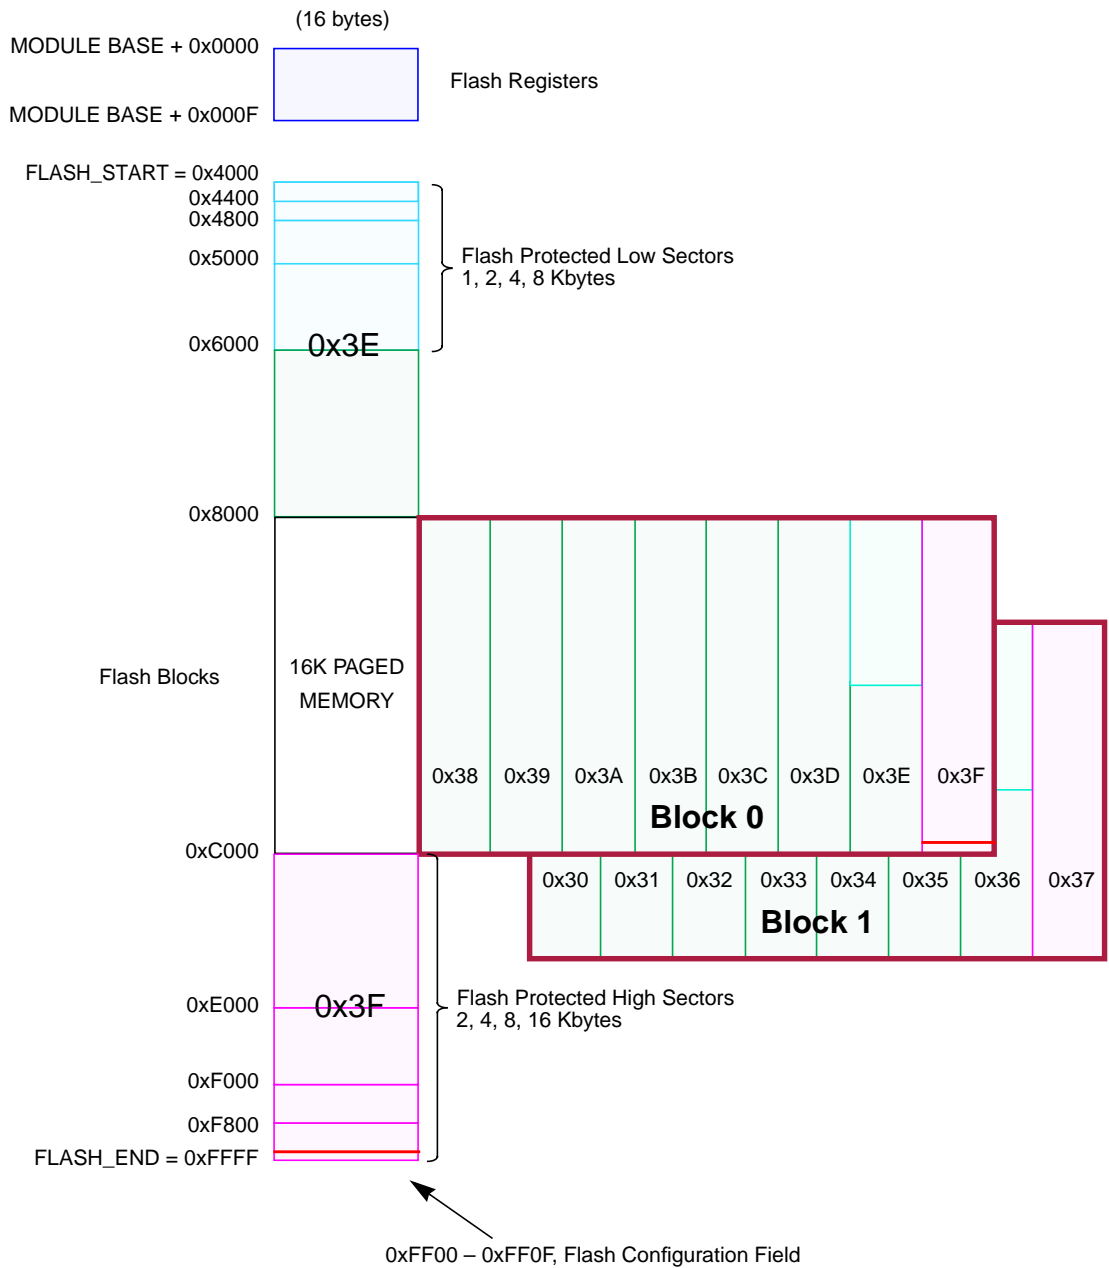 (16 bytes)
MODULE BASE + 0x0000
Flash Registers
MODULE BASE + 0x000F
FLASH_START = 0x4000
0x4400
0x4800
0x5000
Flash Protected Low Sectors
1, 2, 4, 8 Kbytes
0x6000
0x3E
0x8000
Flash Blocks
16K PAGED
MEMORY
0x38
0x39
0x3A
0x3B
0x3C
0x3D
0x3E
0x3F
Block 0
0xC000
0x30
0x31
0x32
0x33
0x34
0x35
0x36
0x37
Block 1
0xE000
0x3F
Flash Protected High Sectors
2, 4, 8, 16 Kbytes
0xF000
0xF800
FLASH_END = 0xFFFF
0xFF00 – 0xFF0F, Flash Configuration Field